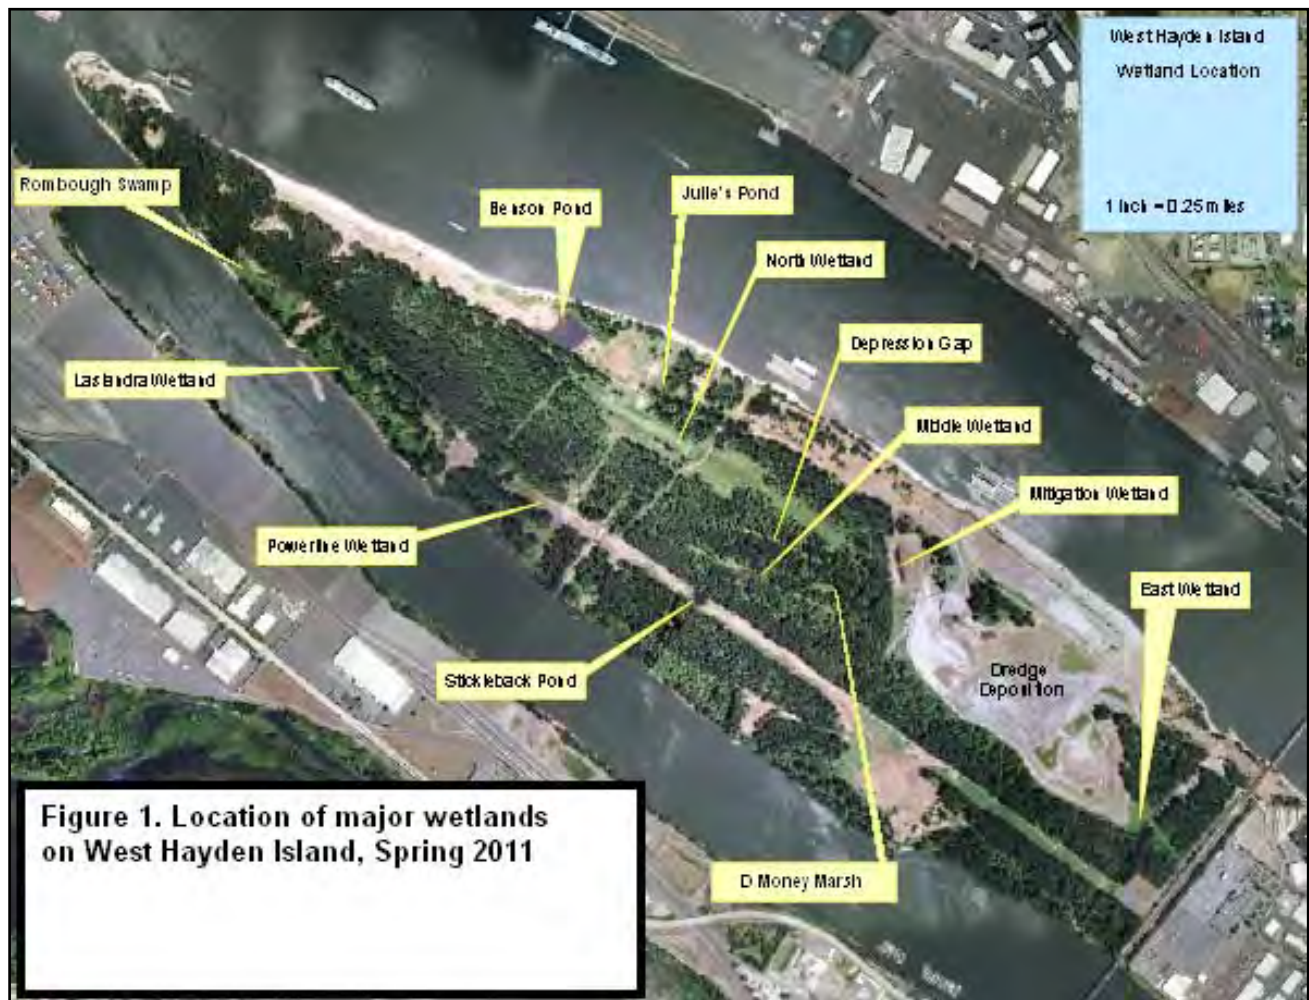 West Hayden Island
Wetland Location
1 inch = 0.25 miles
Rombough Swamp
Benson Pond
Julie's Pond
North Wetland
Depression Gap
Laslandra Wetland
Middle Wetland
Mitigation Wetland
Powerline Wetland
East Wetland
Stickleback Pond
Dredge
Deposition
D Money Marsh
Figure 1. Location of major wetlands
on West Hayden Island, Spring 2011